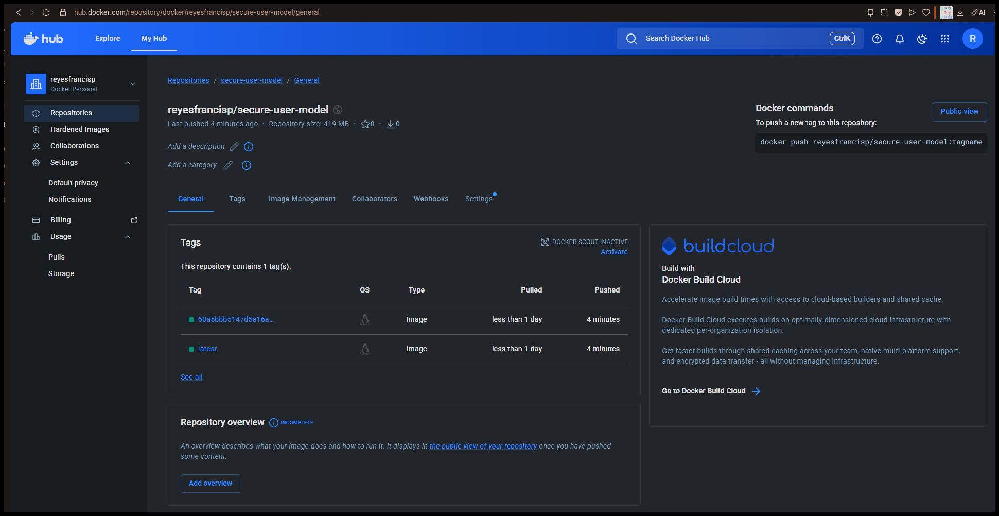 hub.docker.com/repository/docker/reyesfrancisp/secure-user-model/general
AI
hub
Explore
My Hub
Search Docker Hub
CtrlK
R
reyesfrancisp
Docker Personal
Repositories
Hardened Images
Collaborations
Settings
Default privacy
Notifications
Billing
Usage
Pulls
Storage
Repositories / secure-user-model / General
reyesfrancisp/secure-user-model
Last pushed 4 minutes ago • Repository size: 419 MB • 0 • 0
Add a description
Add a category
Docker commands
Public view
To push a new tag to this repository:
docker push reyesfrancisp/secure-user-model:tagname
General
Tags
Image Management
Collaborators
Webhooks
Settings
Tags
DOCKER SCOUT INACTIVE
Activate
This repository contains 1 tag(s).
Tag OS Type Pulled Pushed
60a5bbb5147d5a16a... Image less than 1 day 4 minutes
latest Image less than 1 day 4 minutes
See all
Repository overview INCOMPLETE
An overview describes what your image does and how to run it. It displays in the public view of your repository once you have pushed
some content.
Add overview
buildcloud
Build with
Docker Build Cloud
Accelerate image build times with access to cloud-based builders and shared cache.
Docker Build Cloud executes builds on optimally-dimensioned cloud infrastructure with
dedicated per-organization isolation.
Get faster builds through shared caching across your team, native multi-platform support,
and encrypted data transfer - all without managing infrastructure.
Go to Docker Build Cloud